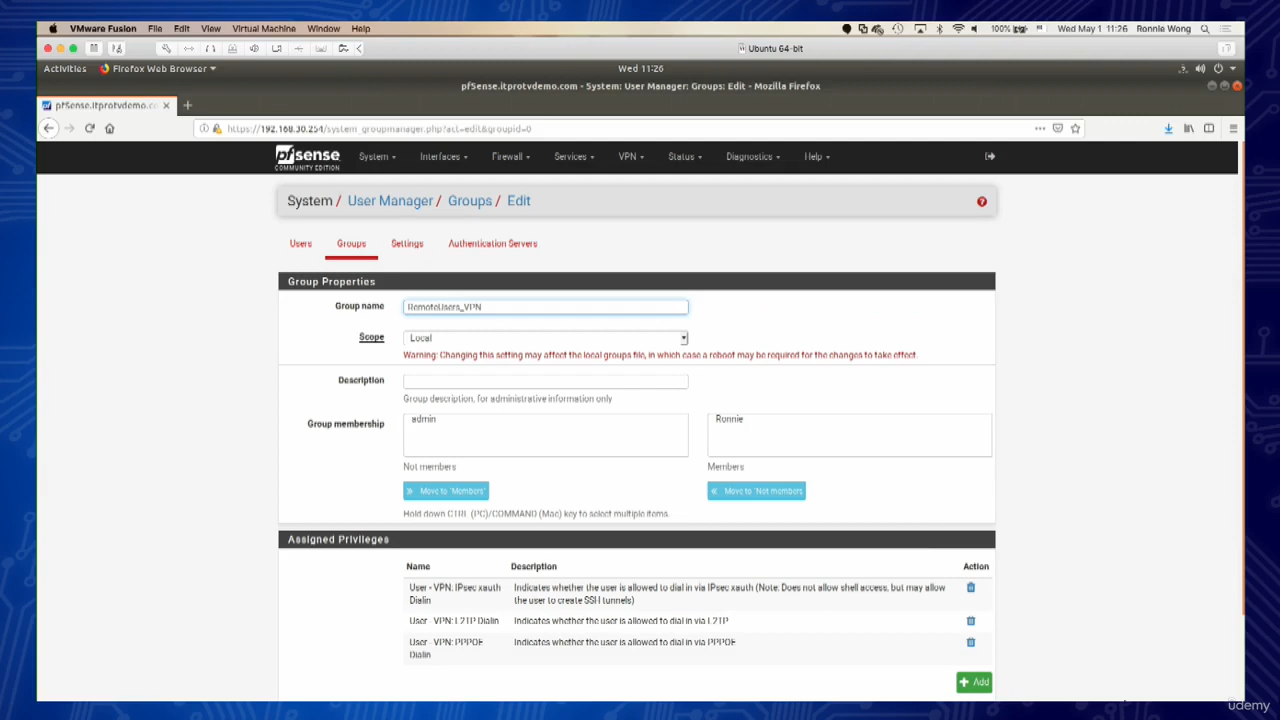 VMware Fusion File Edit View Virtual Machine Window Help 100% Wed May 1 11:26 Ronnie Wong
Ubuntu 64-bit
Activities Firefox Web Browser Wed 11:26
pfSense.itprotvdemo.com - System: User Manager: Groups: Edit - Mozilla Firefox
pfSense.itprotvdemo.co
https://192.168.30.254/system_groupmanager.php?act=edit&groupid=0
pfsense System Interfaces Firewall Services VPN Status Diagnostics Help
COMMUNITY EDITION
System / User Manager / Groups / Edit
Users Groups Settings Authentication Servers
Group Properties
Group name RemoteUsers_VPN
Scope Local
Warning: Changing this setting may affect the local groups file, in which case a reboot may be required for the changes to take effect.
Description
Group description, for administrative information only
Group membership admin Ronnie
Not members Members
Move to "Members" Move to "Not members
Hold down CTRL (PC)/COMMAND (Mac) key to select multiple items.
Assigned Privileges
Name Description Action
User - VPN: IPsec xauth Dialin Indicates whether the user is allowed to dial in via IPsec xauth (Note: Does not allow shell access, but may allow
the user to create SSH tunnels)
User - VPN: L2TP Dialin Indicates whether the user is allowed to dial in via L2TP
User - VPN: PPPOE Indicates whether the user is allowed to dial in via PPPOE
Dialin
Add
udemy